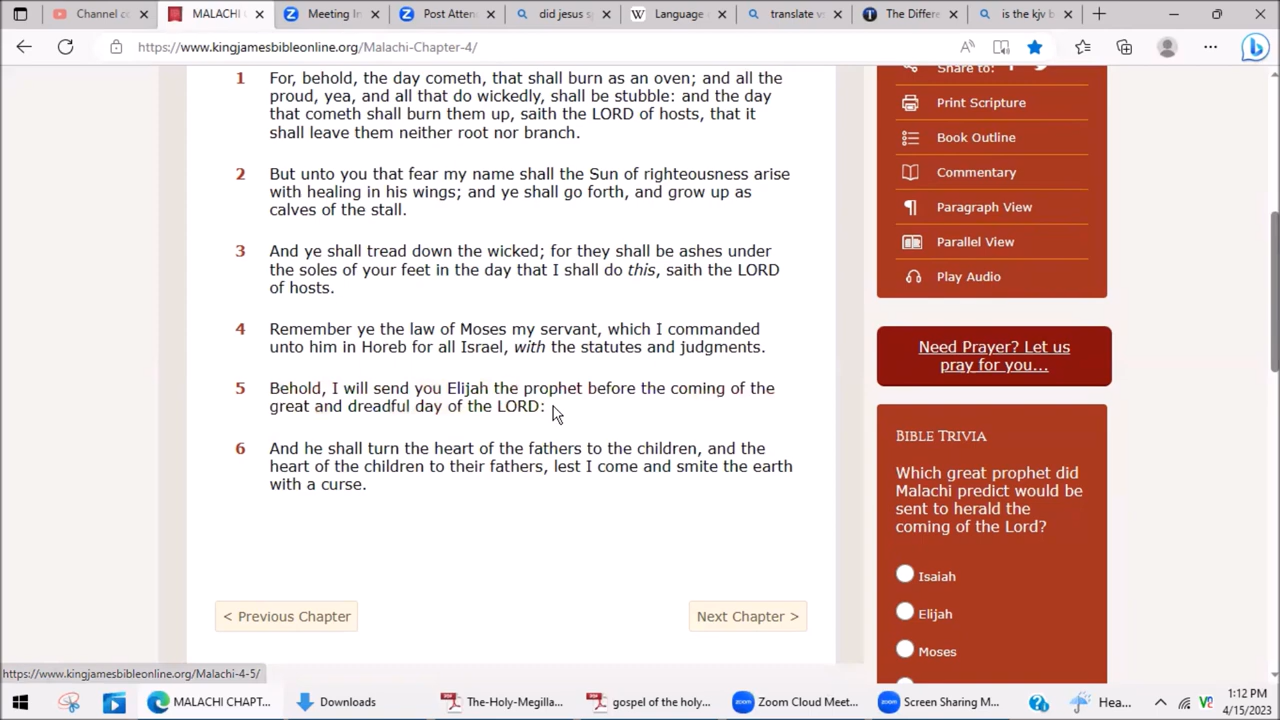 Channel co
MALACHI
Meeting In
Post Atten
did jesus s
Language
translate v
The Differe
is the kjv b
https://www.kingjamesbibleonline.org/Malachi-Chapter-4/
1 For, behold, the day cometh, that shall burn as an oven; and all the
proud, yea, and all that do wickedly, shall be stubble: and the day
that cometh shall burn them up, saith the LORD of hosts, that it
shall leave them neither root nor branch.
2 But unto you that fear my name shall the Sun of righteousness arise
with healing in his wings; and ye shall go forth, and grow up as
calves of the stall.
3 And ye shall tread down the wicked; for they shall be ashes under
the soles of your feet in the day that I shall do this, saith the LORD
of hosts.
4 Remember ye the law of Moses my servant, which I commanded
unto him in Horeb for all Israel, with the statutes and judgments.
5 Behold, I will send you Elijah the prophet before the coming of the
great and dreadful day of the LORD:
6 And he shall turn the heart of the fathers to the children, and the
heart of the children to their fathers, lest I come and smite the earth
with a curse.
< Previous Chapter
Next Chapter >
Share to:
Print Scripture
Book Outline
Commentary
Paragraph View
Parallel View
Play Audio
Need Prayer? Let us
pray for you...
BIBLE TRIVIA
Which great prophet did
Malachi predict would be
sent to herald the
coming of the Lord?
Isaiah
Elijah
Moses
https://www.kingjamesbibleonline.org/Malachi-4-5/
MALACHI CHAPT...
Downloads
The-Holy-Megilla...
gospel of the holy...
Zoom Cloud Meet...
Screen Sharing M...
Hea...
1:12 PM
4/15/2023